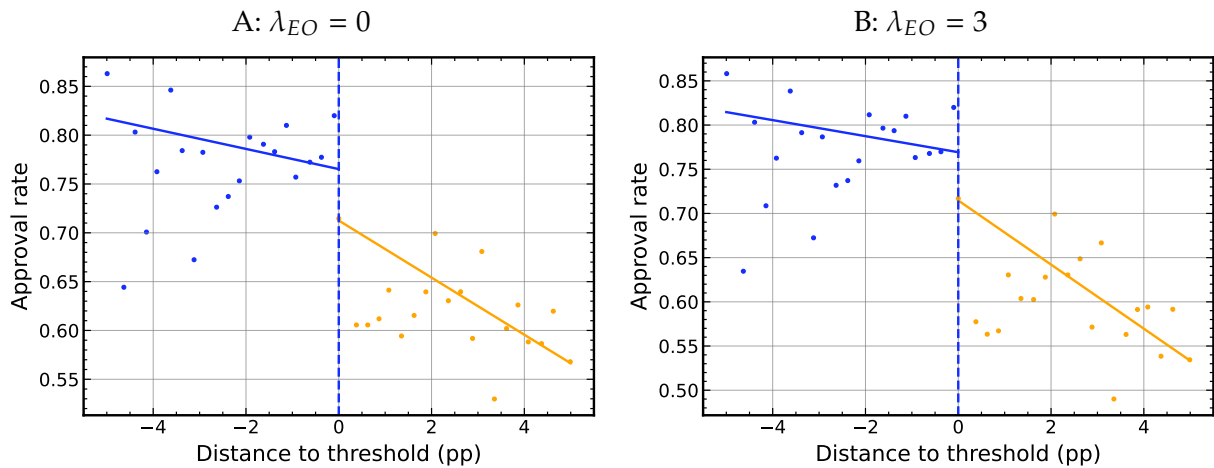 A: λ_EO = 0
0.85
0.80
0.75
0.70
0.65
0.60
0.55
Approval rate
−4 −2 0 2 4
Distance to threshold (pp)
B: λ_EO = 3
0.85
0.80
0.75
0.70
0.65
0.60
0.55
0.50
Approval rate
−4 −2 0 2 4
Distance to threshold (pp)